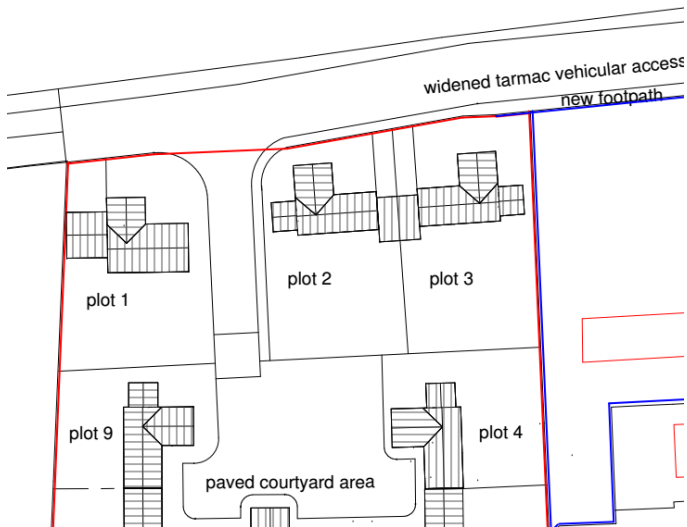 widened tarmac vehicular access
new footpath
plot 1
plot 2
plot 3
plot 9
plot 4
paved courtyard area